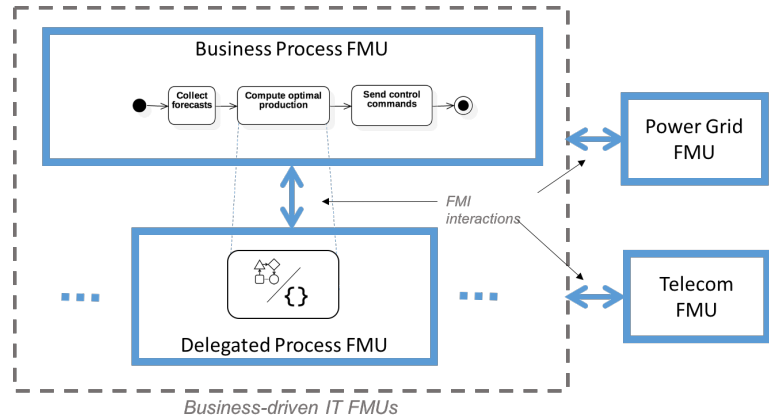 Business Process FMU
Collect
forecasts
Compute optimal
production
Send control
commands
Power Grid
FMU
FMI
interactions
{}
Delegated Process FMU
Telecom
FMU
Business-driven IT FMUs